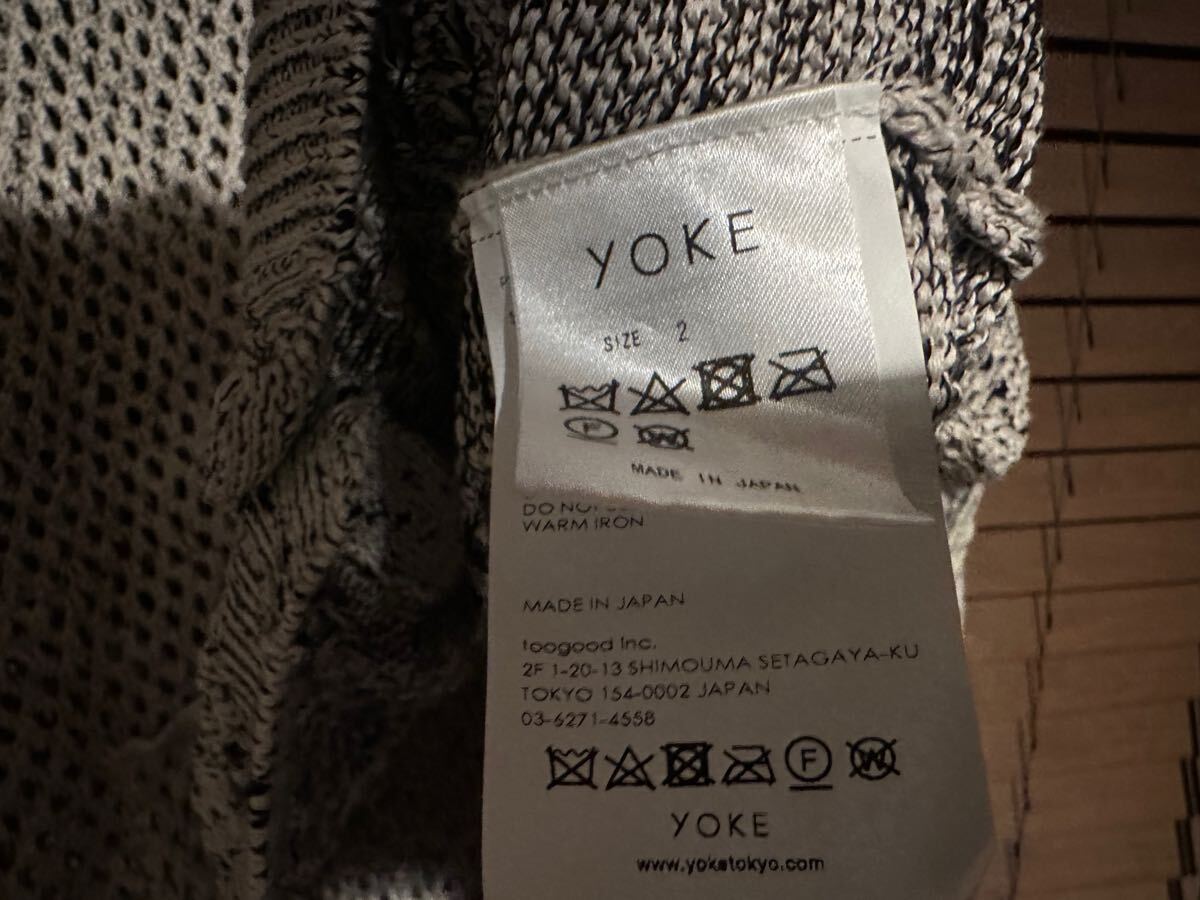 YOKE
SIZE 2
F W
MADE IN JAPAN
DO NOT
WARM IRON
MADE IN JAPAN
toogood Inc.
2F 1-20-13 SHIMOUMA SETAGAYA-KU
TOKYO 154-0002 JAPAN
03-6271-4558
F W
YOKE
www.yoketokyo.com